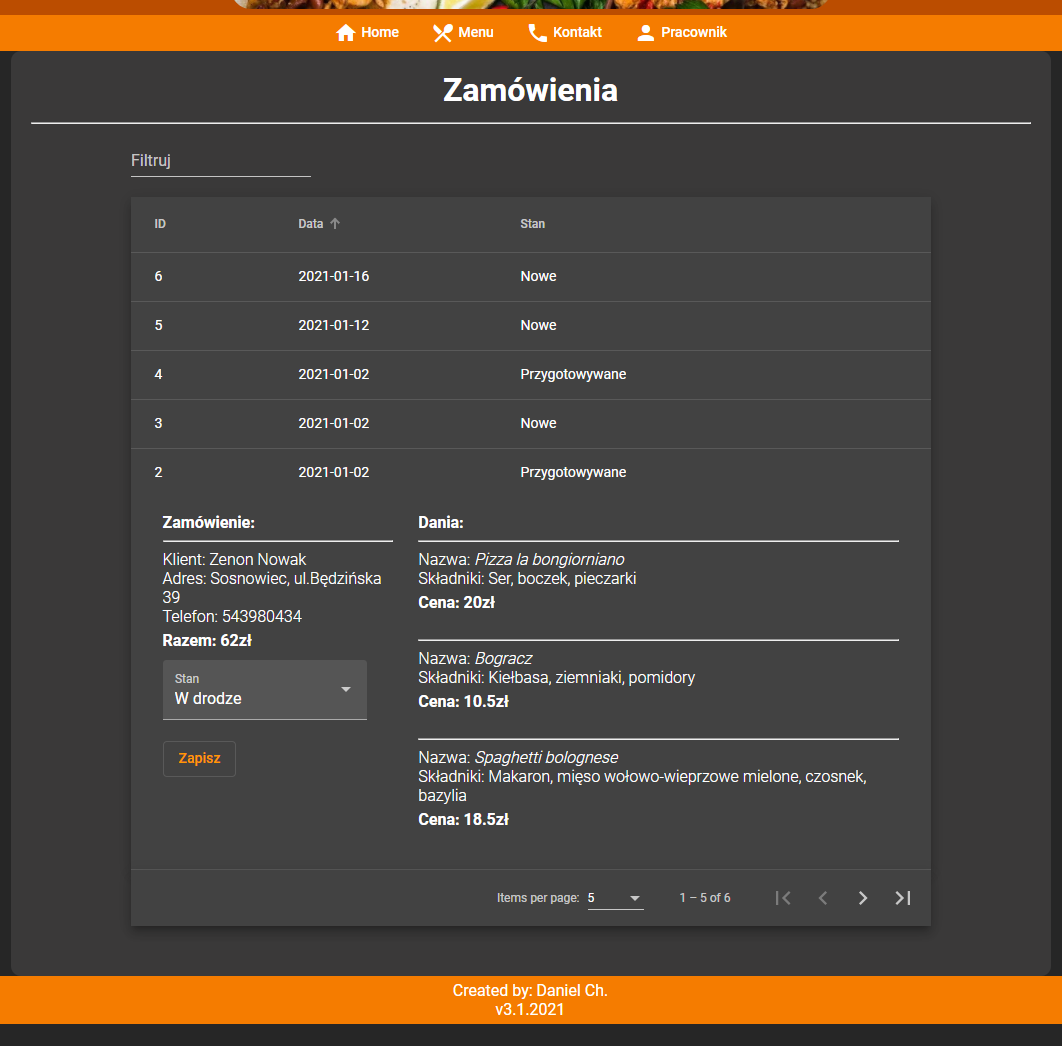 Home Menu Kontakt Pracownik
Zamówienia
Filtruj
ID Data Stan
6 2021-01-16 Nowe
5 2021-01-12 Nowe
4 2021-01-02 Przygotowywane
3 2021-01-02 Nowe
2 2021-01-02 Przygotowywane
Zamówienie:
Klient: Zenon Nowak
Adres: Sosnowiec, ul.Będzińska
39
Telefon: 543980434
Razem: 62zł
Stan
W drodze
Zapisz
Dania:
Nazwa: Pizza la bongiorniano
Składniki: Ser, boczek, pieczarki
Cena: 20zł
Nazwa: Bogracz
Składniki: Kiełbasa, ziemniaki, pomidory
Cena: 10.5zł
Nazwa: Spaghetti bolognese
Składniki: Makaron, mięso wołowo-wieprzowe mielone, czosnek,
bazylia
Cena: 18.5zł
Items per page: 5 1 – 5 of 6
Created by: Daniel Ch.
v3.1.2021